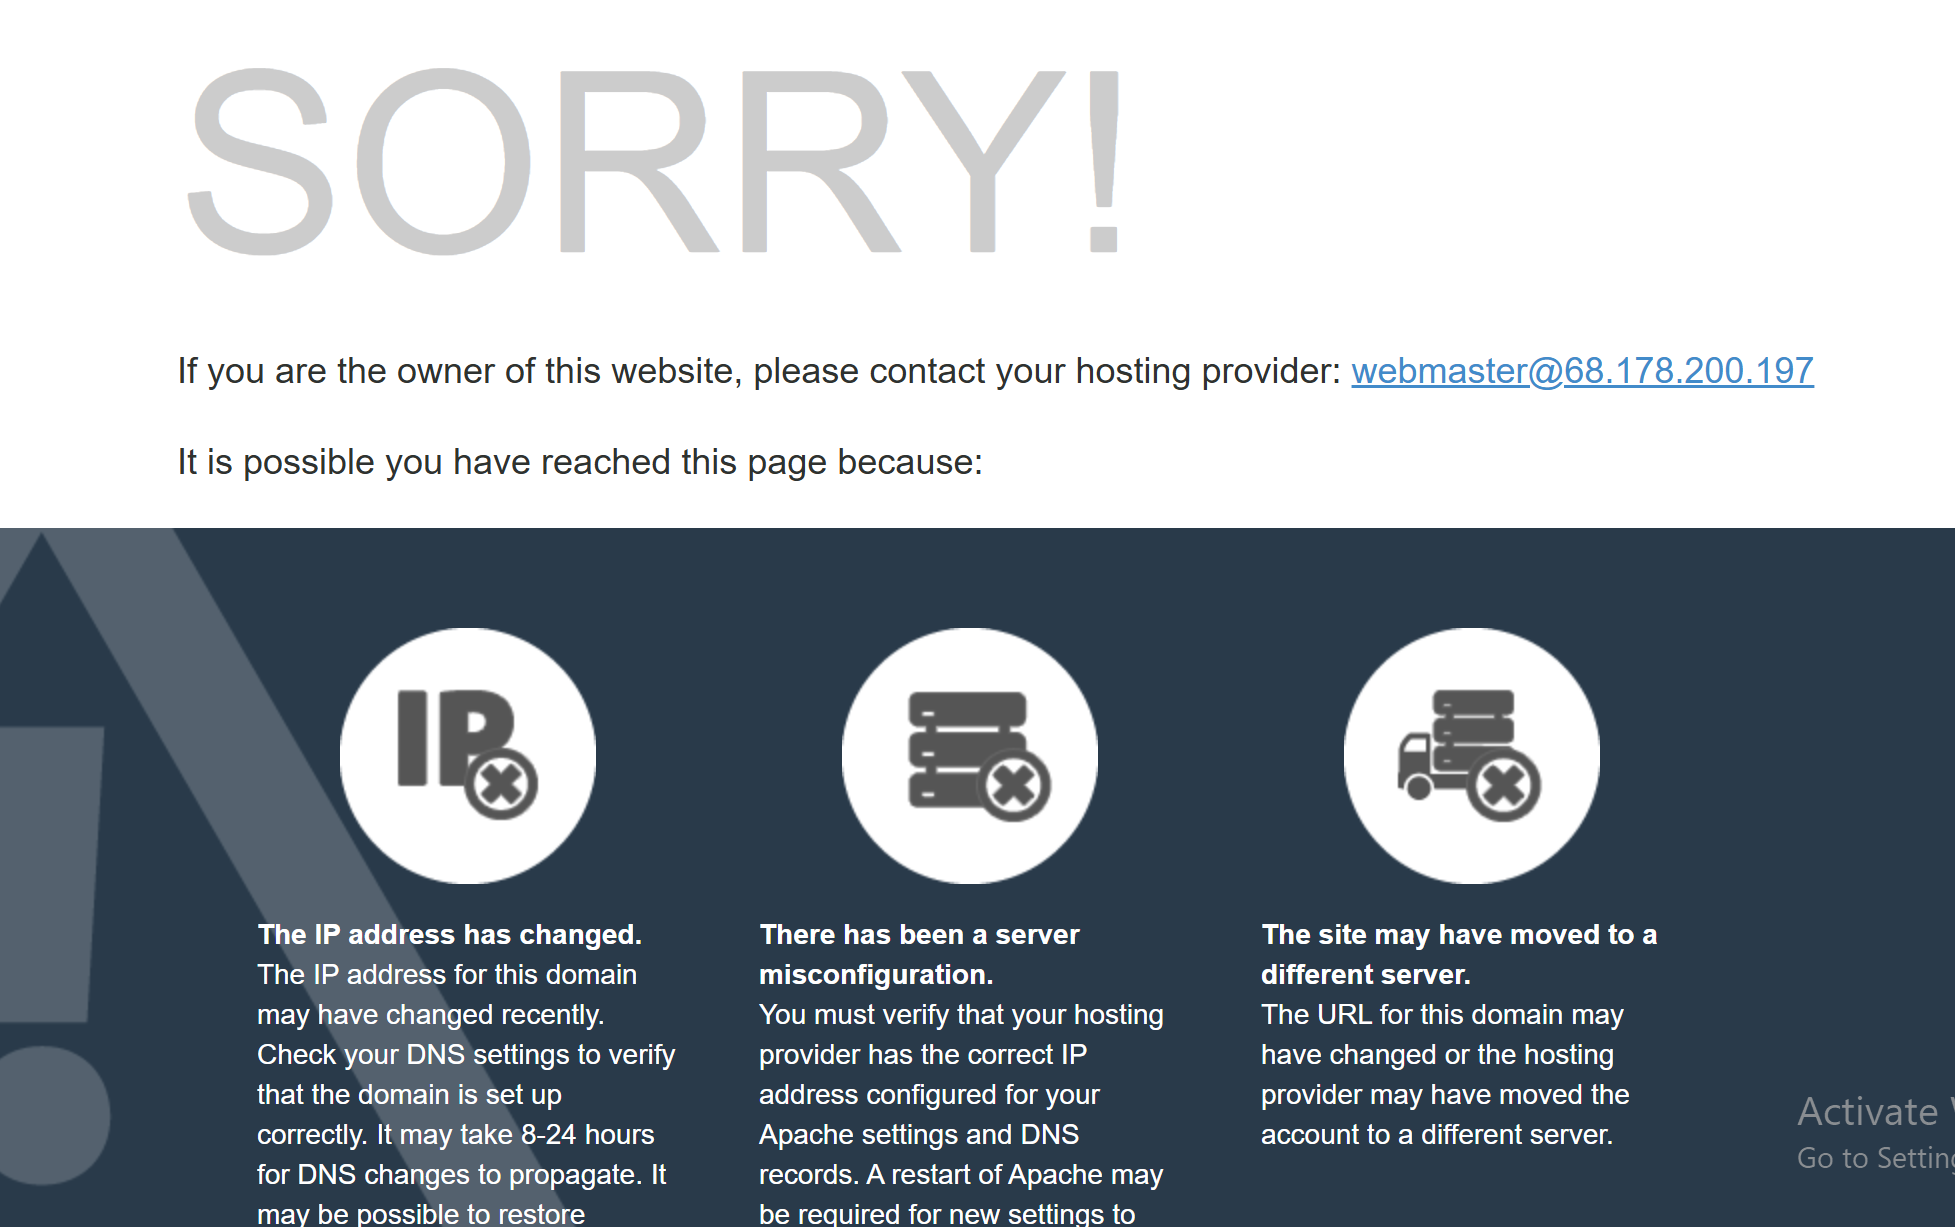 SORRY!
If you are the owner of this website, please contact your hosting provider: webmaster@68.178.200.197
It is possible you have reached this page because:
IP
The IP address has changed.
The IP address for this domain
may have changed recently.
Check your DNS settings to verify
that the domain is set up
correctly. It may take 8-24 hours
for DNS changes to propagate. It
may be possible to restore
There has been a server
misconfiguration.
You must verify that your hosting
provider has the correct IP
address configured for your
Apache settings and DNS
records. A restart of Apache may
be required for new settings to
The site may have moved to a
different server.
The URL for this domain may
have changed or the hosting
provider may have moved the
account to a different server.
Activate
Go to